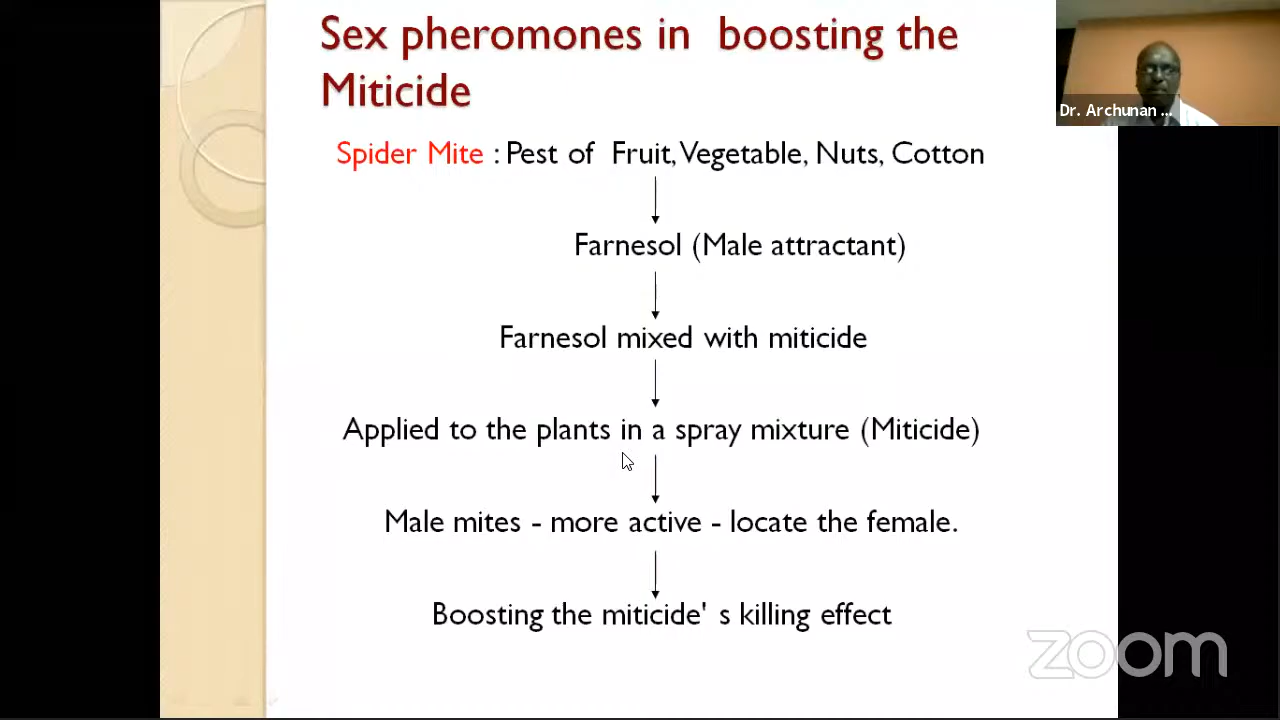 Sex pheromones in boosting the
Miticide
Dr. Archunan ...
Spider Mite : Pest of Fruit, Vegetable, Nuts, Cotton
Farnesol (Male attractant)
Farnesol mixed with miticide
Applied to the plants in a spray mixture (Miticide)
Male mites - more active - locate the female.
Boosting the miticide' s killing effect
zoom